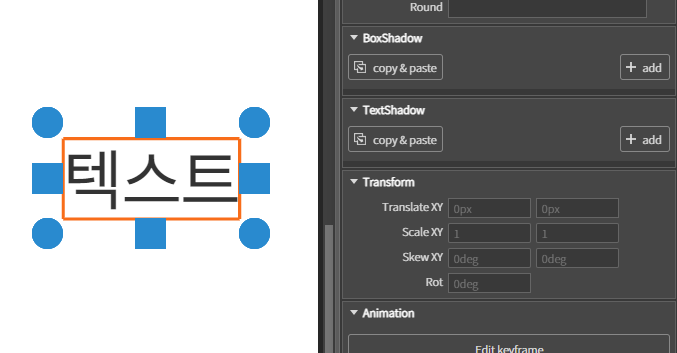 텍스트
Round
BoxShadow
copy & paste
add
TextShadow
copy & paste
add
Transform
Translate XY 0px 0px
Scale XY 1 1
Skew XY 0deg 0deg
Rot 0deg
Animation
Edit keyframe